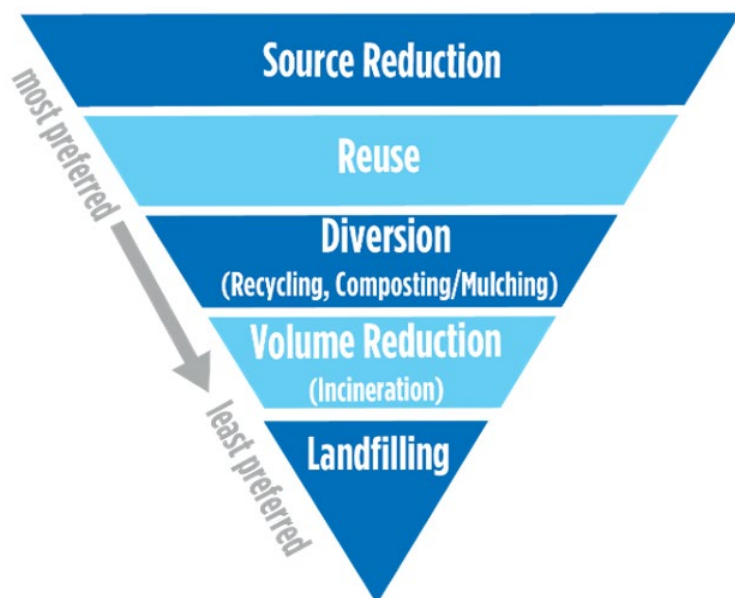 Source Reduction
most preferred
Reuse
Diversion
(Recycling, Composting/Mulching)
Volume Reduction
(Incineration)
least preferred
Landfilling